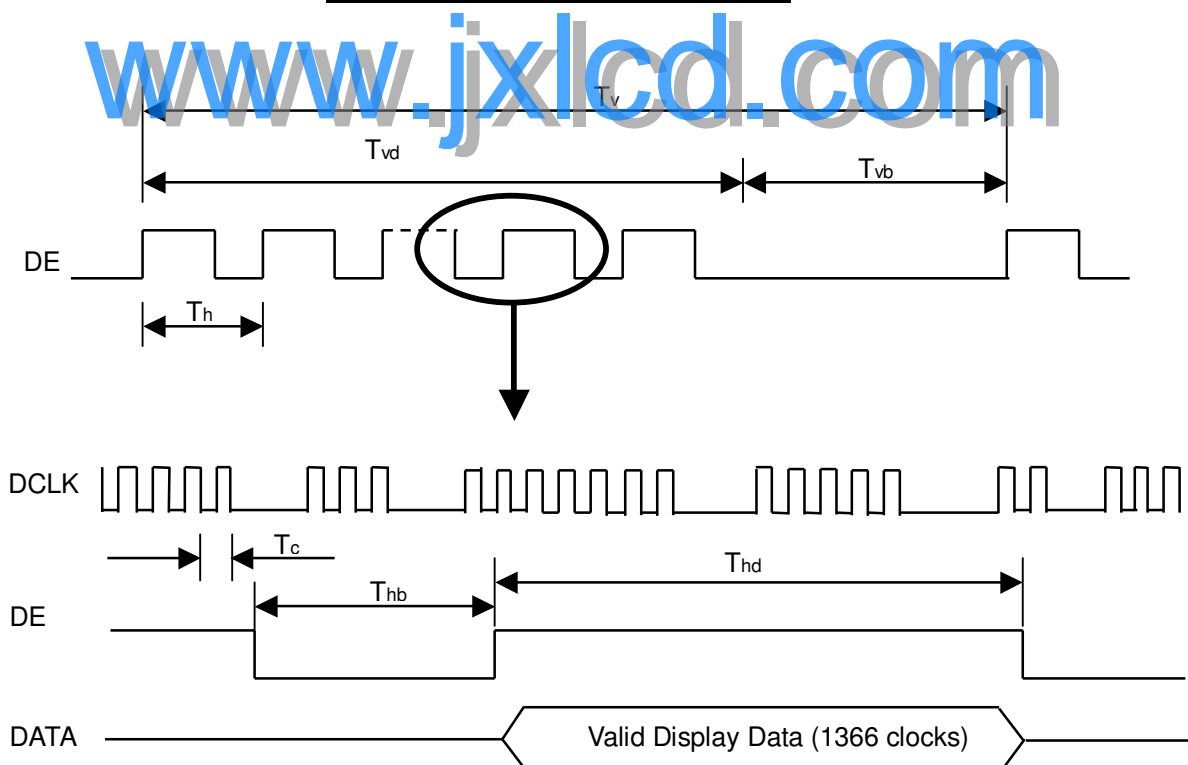 www.jxlcd.com
Tv
Tvd
Tvb
DE
Th
DCLK
Tc
Thd
Thb
DE
DATA
Valid Display Data (1366 clocks)